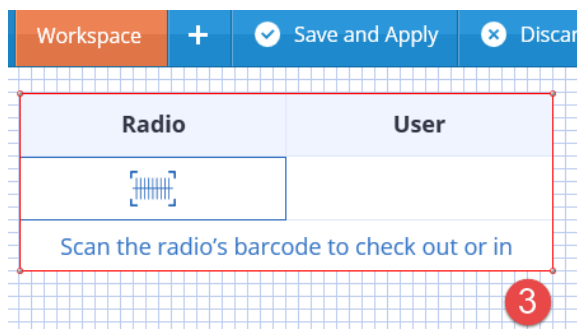 Workspace + Save and Apply Discar
Radio User
Scan the radio's barcode to check out or in
3